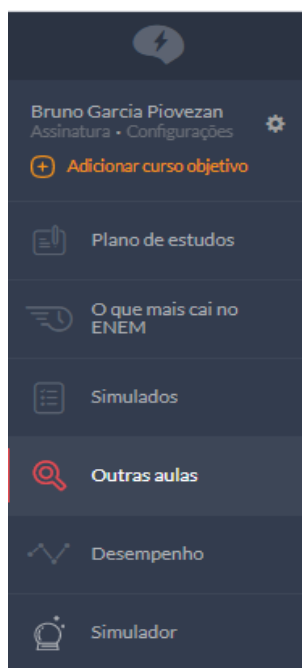 Bruno Garcia Piovezan
Assinatura • Configurações
Adicionar curso objetivo
Plano de estudos
O que mais cai no
ENEM
Simulados
Outras aulas
Desempenho
Simulador